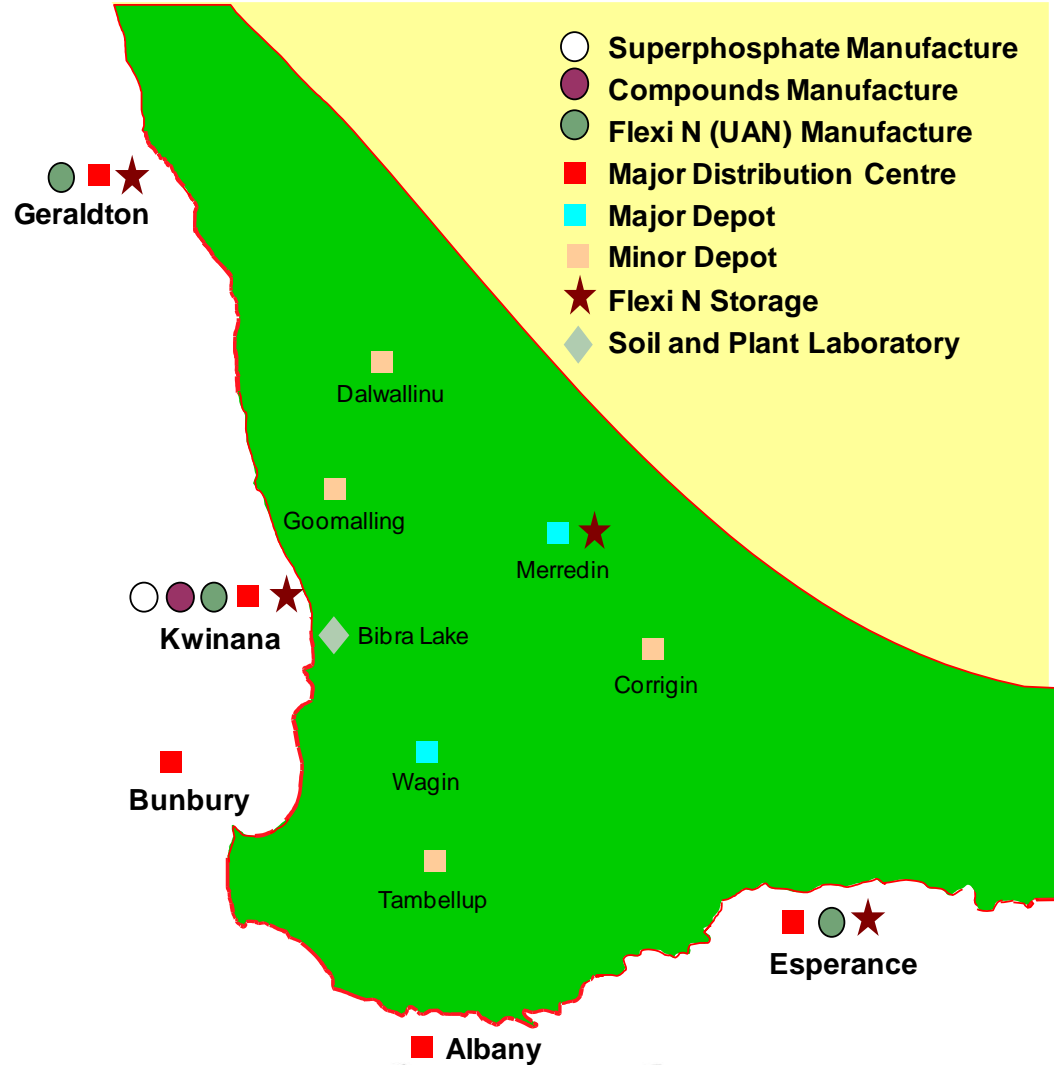 Superphosphate Manufacture
Compounds Manufacture
Flexi N (UAN) Manufacture
Major Distribution Centre
Major Depot
Minor Depot
Flexi N Storage
Soil and Plant Laboratory
Geraldton
Dalwallinu
Goomalling
Merredin
Kwinana
Bibra Lake
Corrigin
Wagin
Bunbury
Tambellup
Esperance
Albany